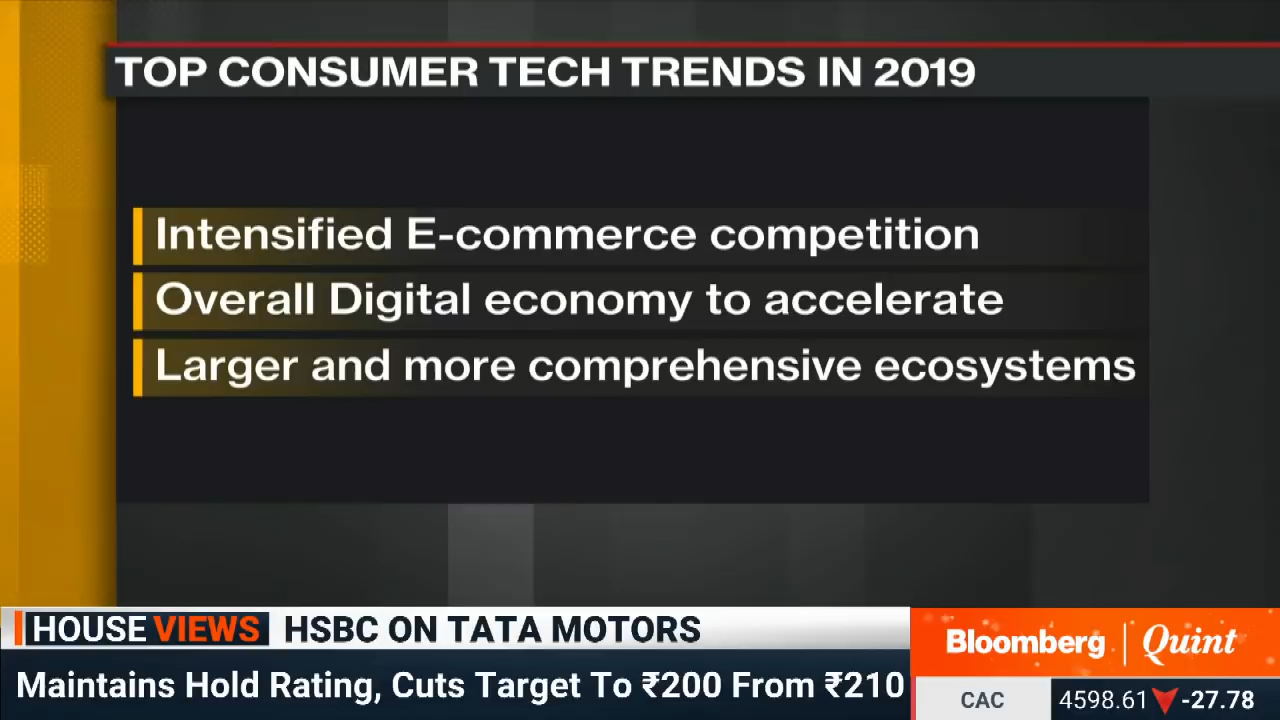 TOP CONSUMER TECH TRENDS IN 2019
Intensified E-commerce competition
Overall Digital economy to accelerate
Larger and more comprehensive ecosystems
HOUSE VIEWS HSBC ON TATA MOTORS
Maintains Hold Rating, Cuts Target To ₹200 From ₹210
Bloomberg | Quint
CAC 4598.61 -27.78